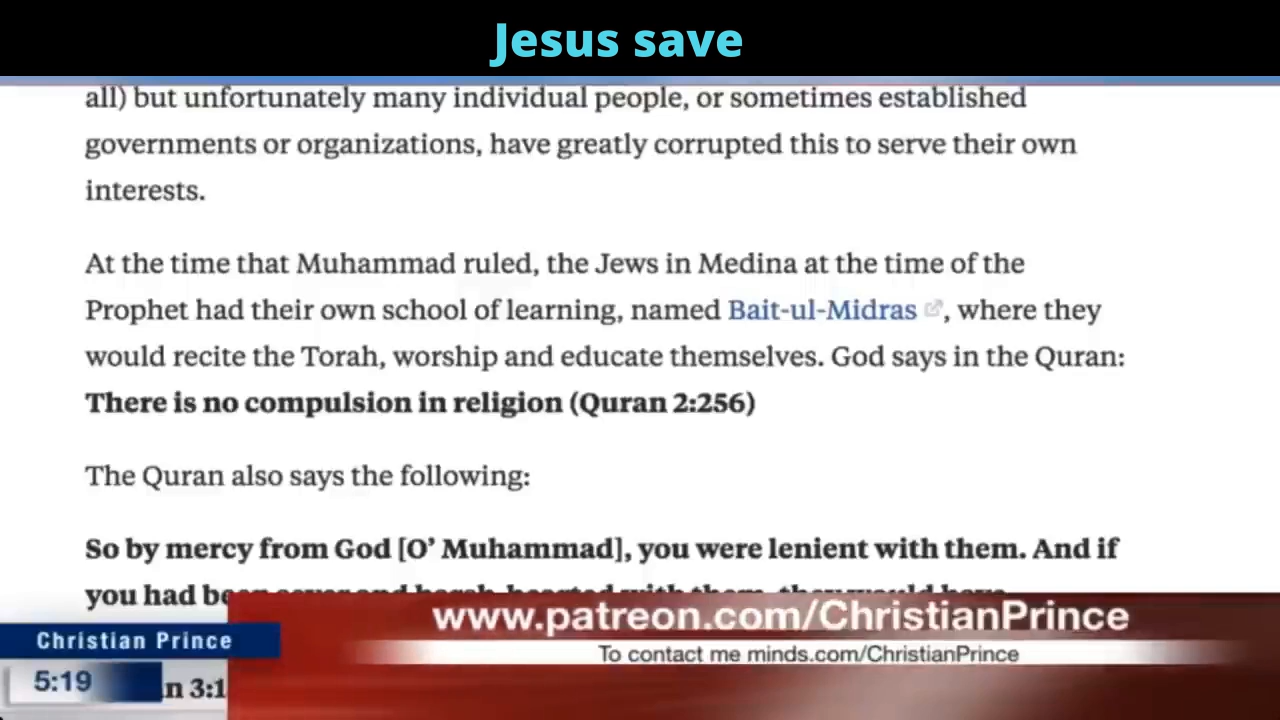 Jesus save
all) but unfortunately many individual people, or sometimes established
governments or organizations, have greatly corrupted this to serve their own
interests.
At the time that Muhammad ruled, the Jews in Medina at the time of the
Prophet had their own school of learning, named Bait-ul-Midras, where they
would recite the Torah, worship and educate themselves. God says in the Quran:
There is no compulsion in religion (Quran 2:256)
The Quran also says the following:
So by mercy from God [O’ Muhammad], you were lenient with them. And if
you had
www.patreon.com/ChristianPrince
Christian Prince
To contact me minds.com/ChristianPrince
5:19
n 3:1